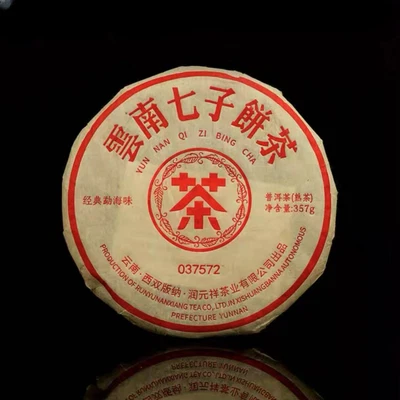 雲南七子餅茶
YUN NAN QI ZI BING CHA
茶
经典勐海味
普洱茶(熟茶)
净含量:357g
037572
云南·西双版纳·润元祥茶业有限公司出品
PRODUCTION OF RUNYUANXIANG TEA CO., LTD.IN XISHUANGBANNA AUTONOMOUS
PREFECTURE YUNNAN